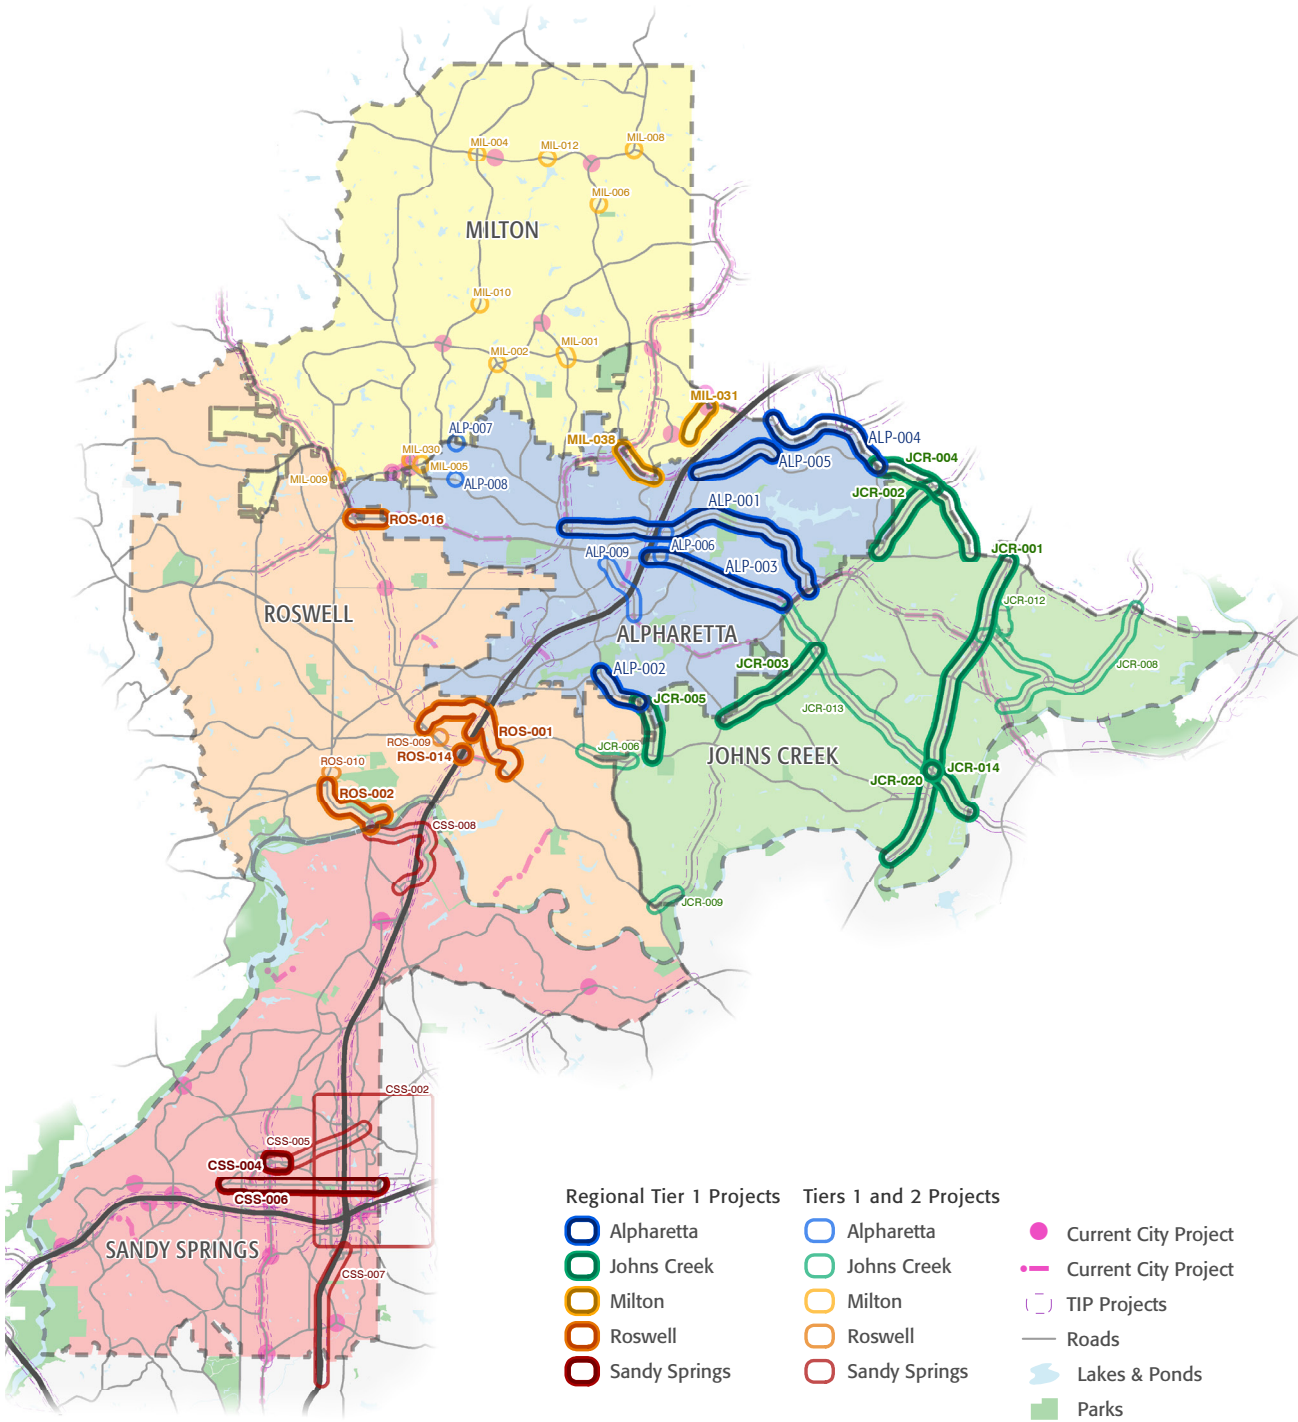 MIL-004
MIL-012
MIL-008
MIL-006
MILTON
MIL-010
MIL-002
MIL-001
MIL-031
ALP-007
MIL-038
ALP-004
MIL-030
MIL-005
ALP-005
JCR-004
MIL-009
ALP-008
JCR-002
ALP-001
ROS-016
ALP-006
ALP-009
JCR-001
ALP-003
JCR-012
ROSWELL
ALPHARETTA
ALP-002
JCR-003
JCR-008
JCR-005
JCR-013
ROS-001
ROS-009
JCR-006
ROS-014
JOHNS CREEK
ROS-010
JCR-020
JCR-014
ROS-002
CSS-008
JCR-009
CSS-002
CSS-005
CSS-004
CSS-006
SANDY SPRINGS
CSS-007
Regional Tier 1 Projects
Alpharetta
Johns Creek
Milton
Roswell
Sandy Springs
Tiers 1 and 2 Projects
Alpharetta
Johns Creek
Milton
Roswell
Sandy Springs
Current City Project
Current City Project
TIP Projects
Roads
Lakes & Ponds
Parks